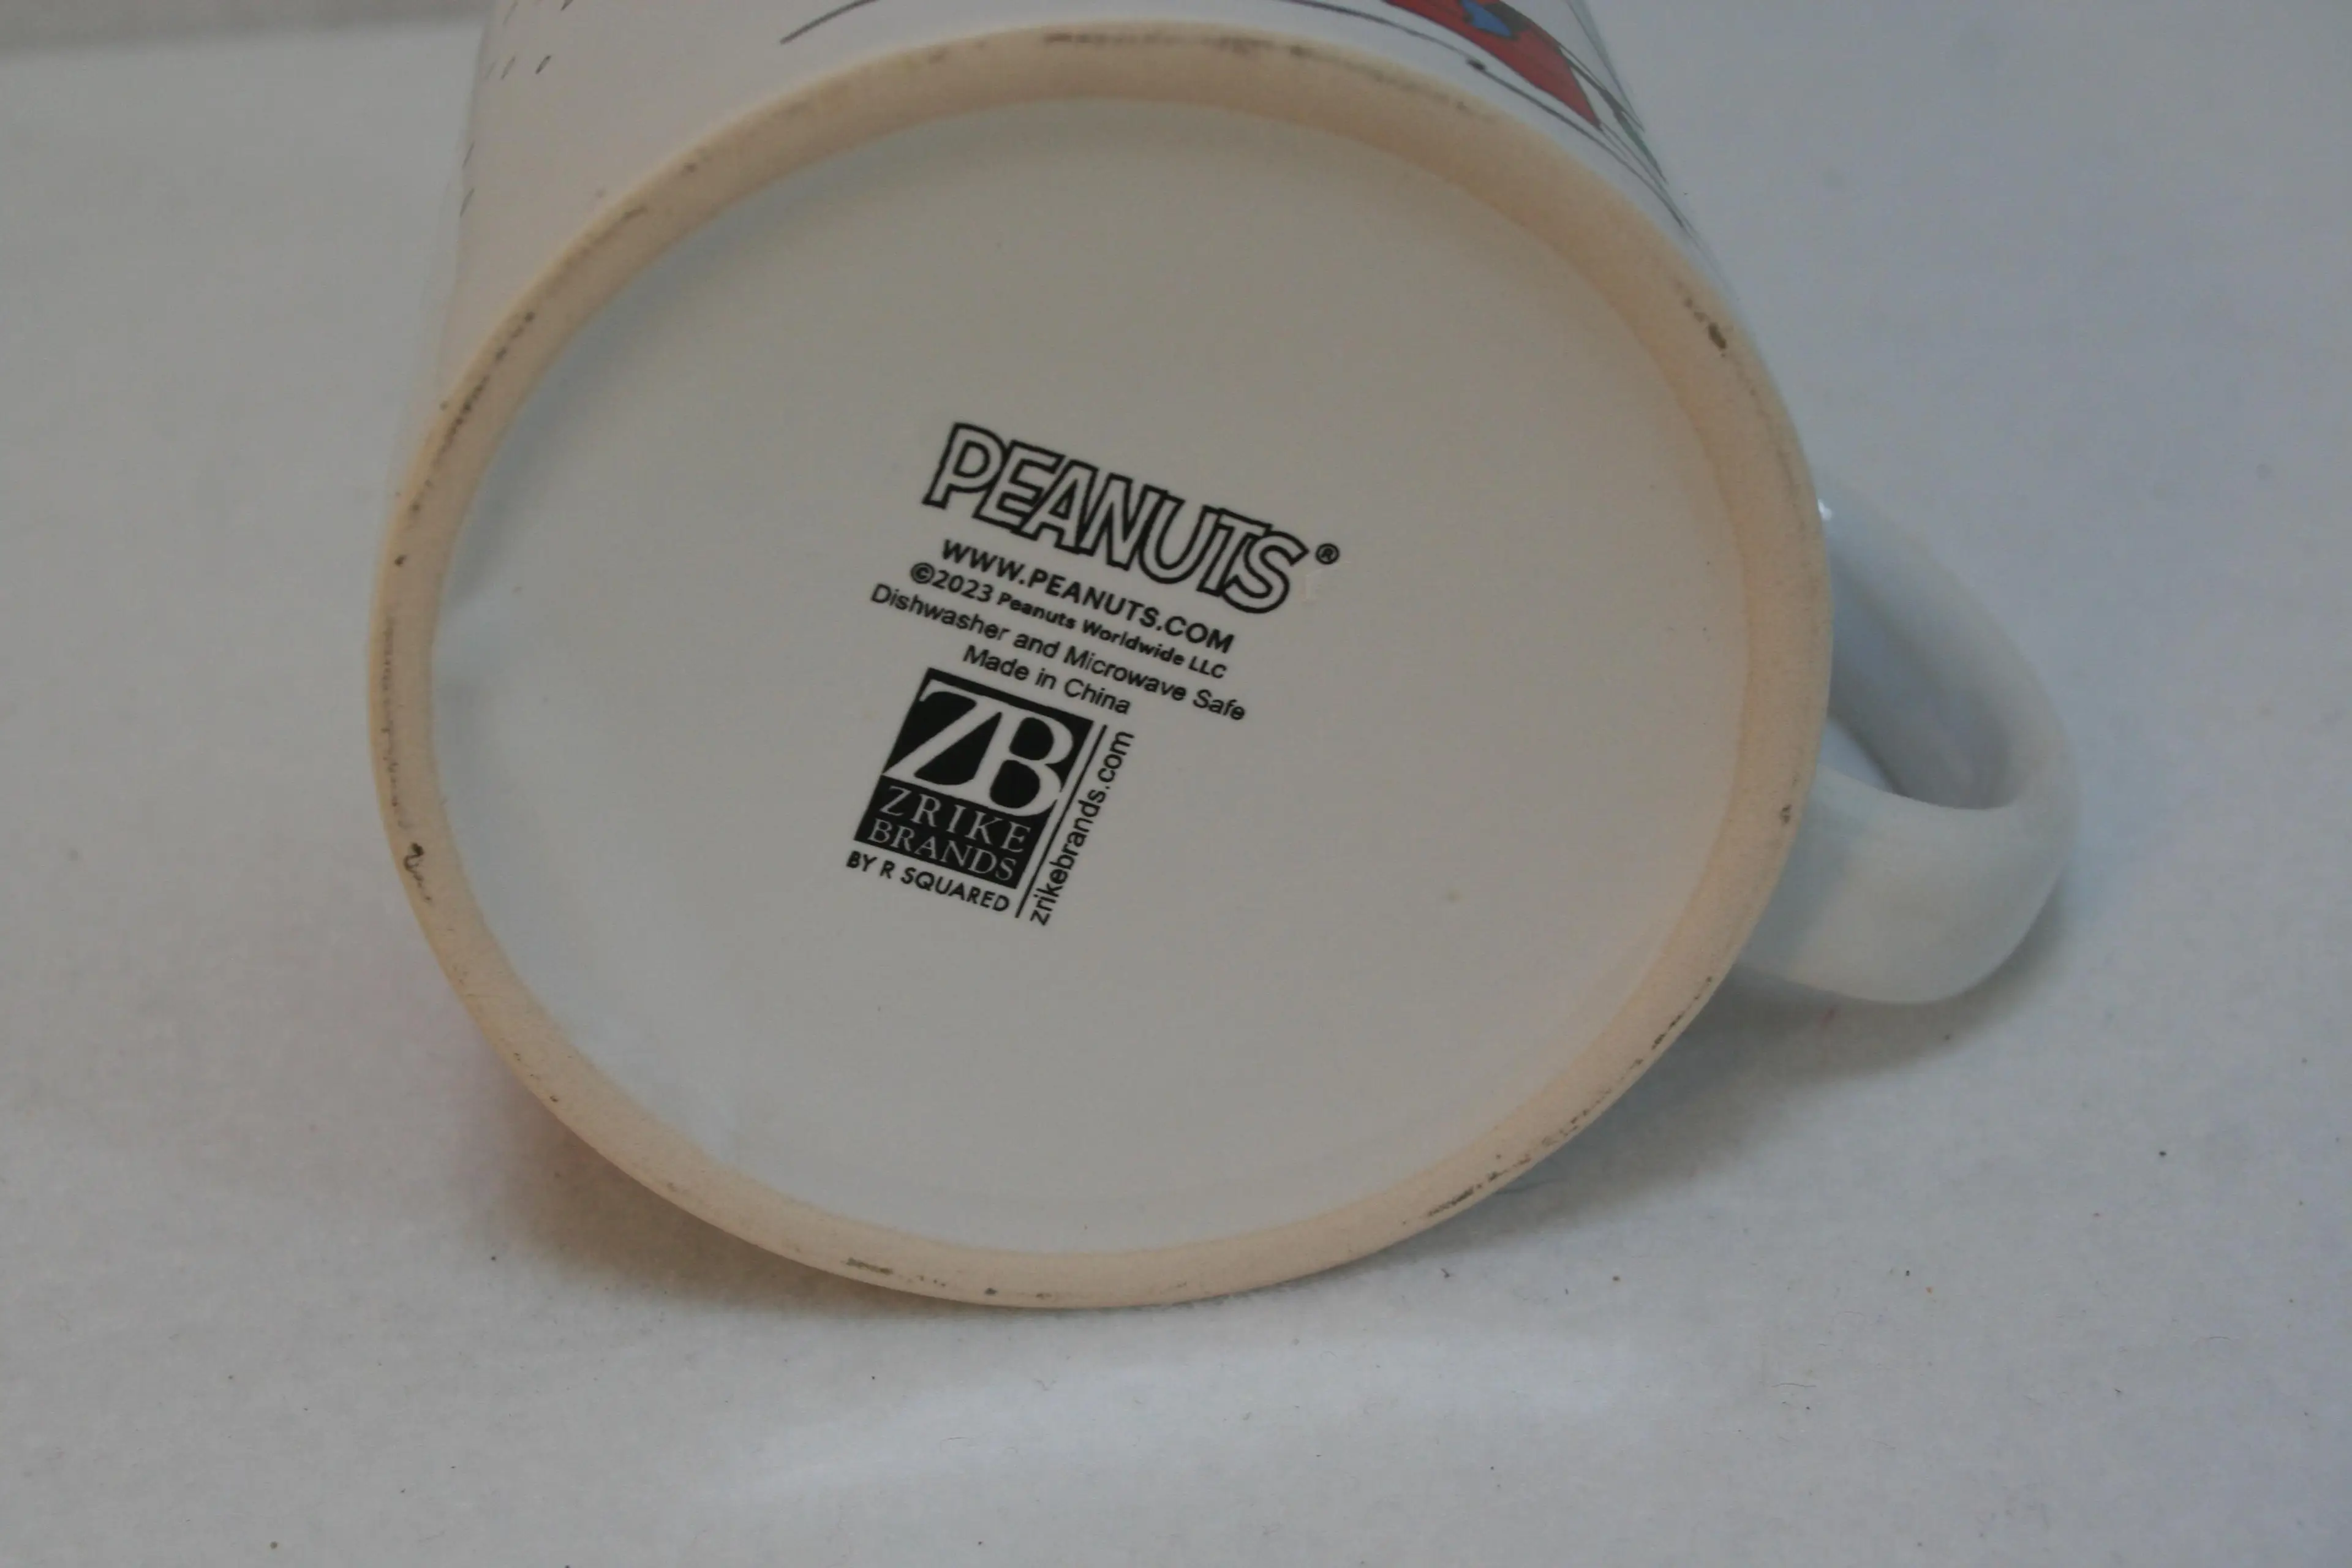 PEANUTS®
WWW.PEANUTS.COM
©2023 Peanuts Worldwide LLC
Dishwasher and Microwave Safe
Made in China
ZB
ZRIKE
BRANDS
BY R SQUARED
zrikebrands.com